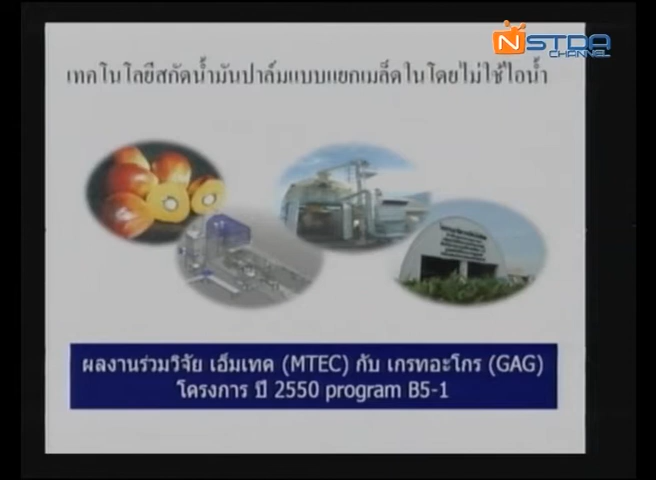 NSTDA
CHANNEL
เทคโนโลยีสกัดน้ำมันปาล์มแบบแยกเมล็ดในโดยไม่ใช้ไอน้ำ
ผลงานร่วมวิจัย เอ็มเทค (MTEC) กับ เกรทอะโกร (GAG)
โครงการ ปี 2550 program B5-1